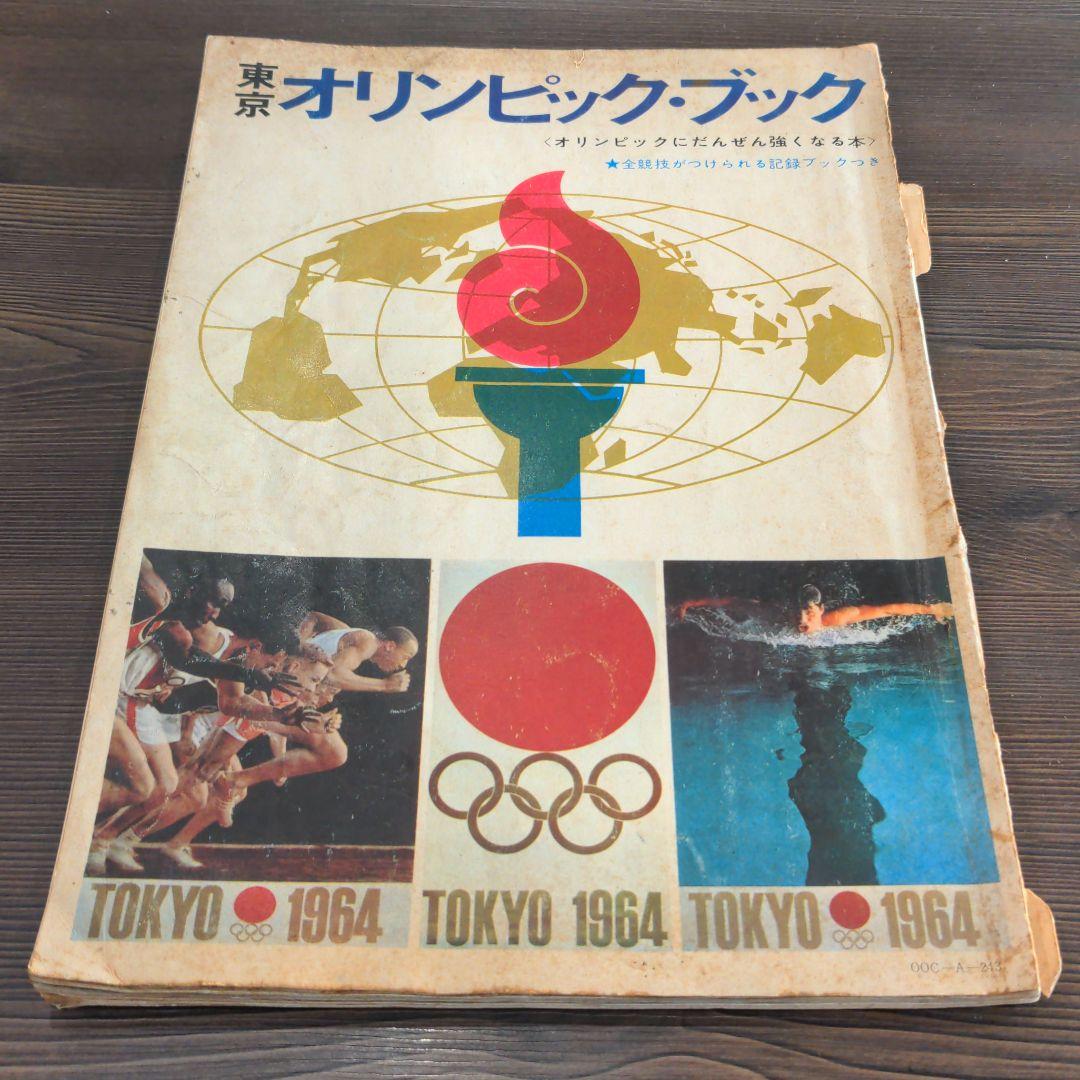 東京オリンピック・ブック
〈オリンピックにだんぜん強くなる本〉
★全競技がつけられる記録ブックつき
TOKYO 1964
TOKYO 1964
TOKYO 1964
OOC-A-243